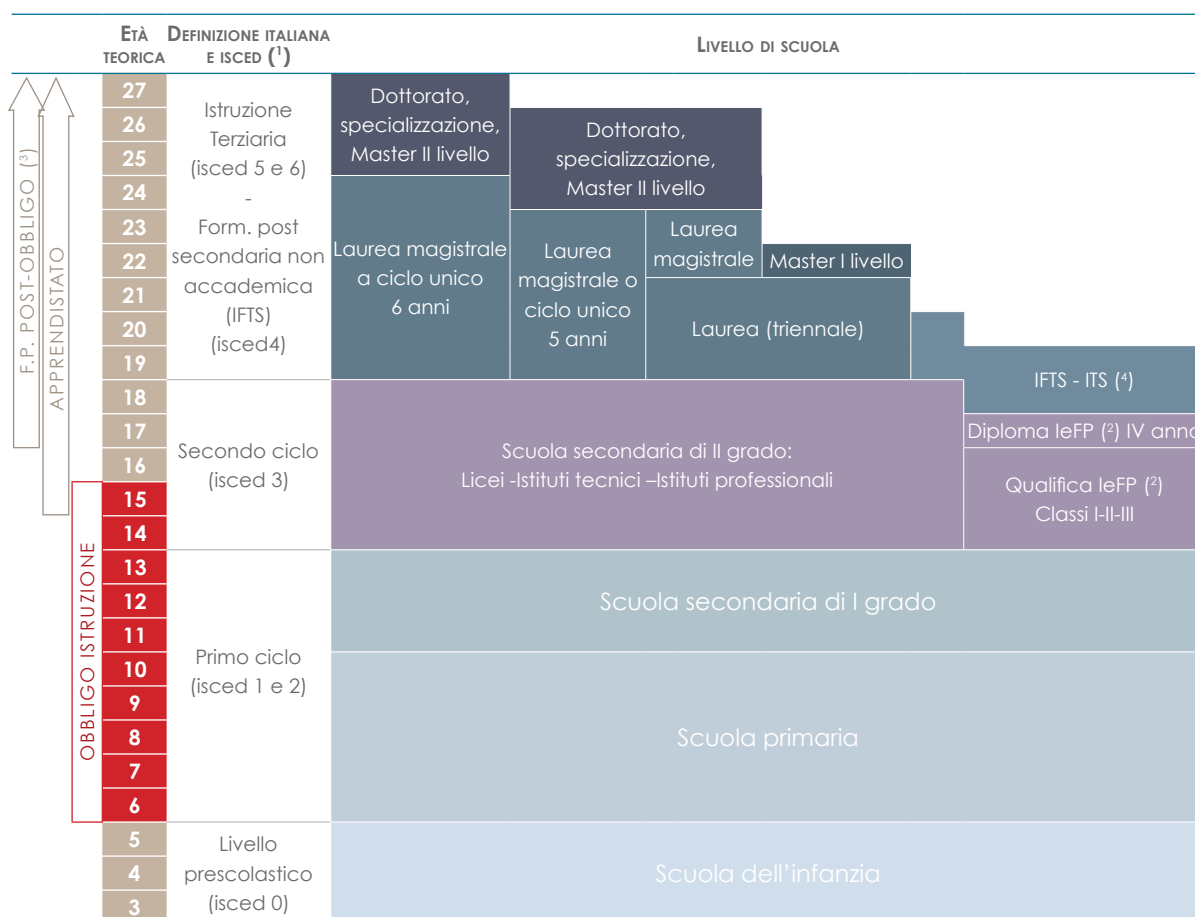 Età teorica
Definizione italiana e isced (¹)
Livello di scuola
F.P. POST-OBBLIGO (³)
APPRENDISTATO
OBBLIGO ISTRUZIONE
27
26
25
24
23
22
21
20
19
18
17
16
15
14
13
12
11
10
9
8
7
6
5
4
3
Istruzione
Terziaria
(isced 5 e 6)
-
Form. post
secondaria non
accademica
(IFTS)
(isced4)
Secondo ciclo
(isced 3)
Primo ciclo
(isced 1 e 2)
Livello
prescolastico
(isced 0)
Dottorato,
specializzazione,
Master II livello
Dottorato,
specializzazione,
Master II livello
Laurea magistrale
a ciclo unico
6 anni
Laurea
magistrale o
ciclo unico
5 anni
Laurea
magistrale
Master I livello
Laurea (triennale)
IFTS - ITS (⁴)
Scuola secondaria di II grado:
Licei -Istituti tecnici –Istituti professionali
Diploma IeFP (²) IV anno
Qualifica IeFP (²)
Classi I-II-III
Scuola secondaria di I grado
Scuola primaria
Scuola dell'infanzia